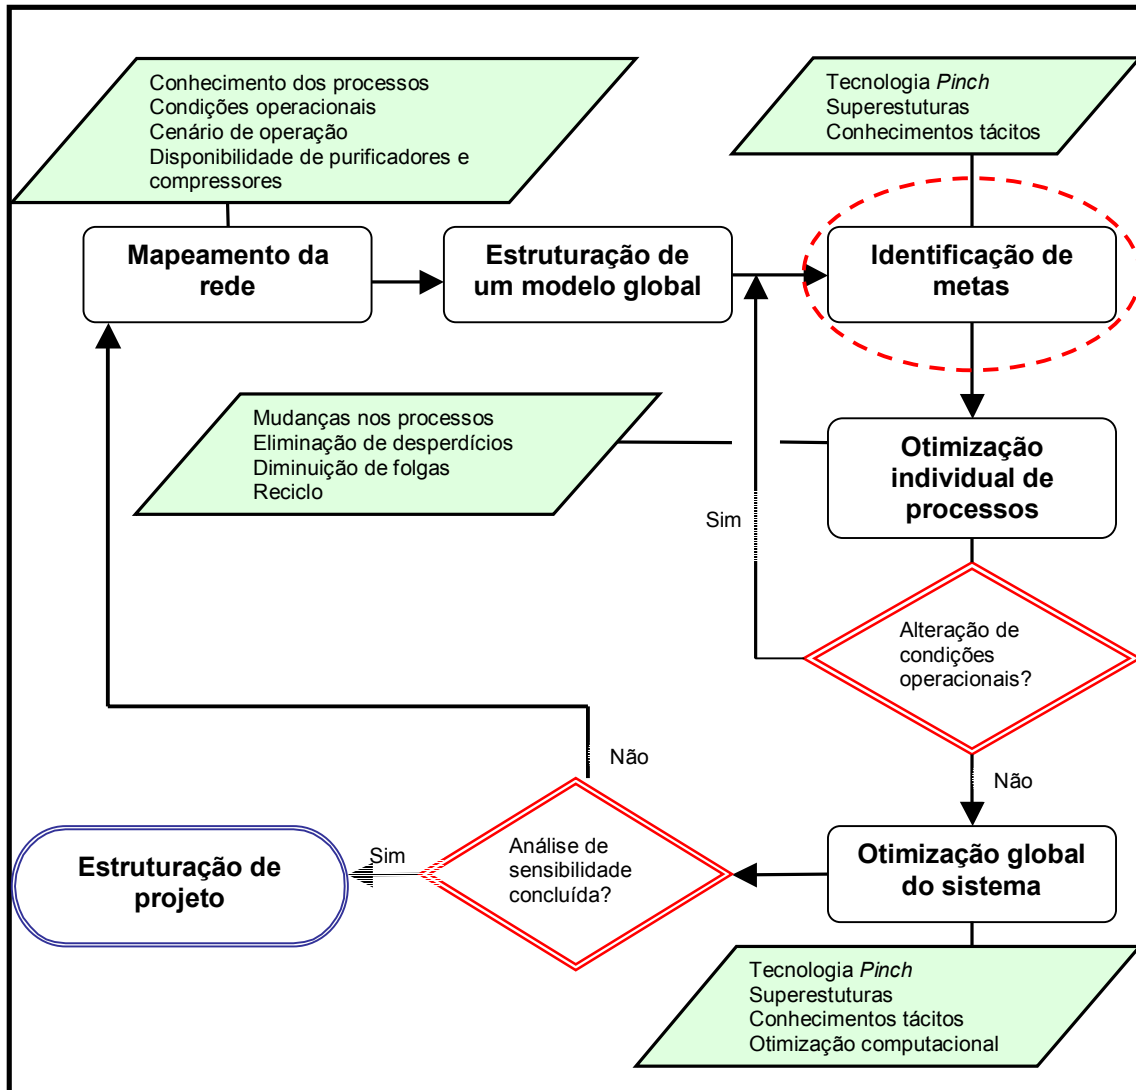 Conhecimento dos processos
Condições operacionais
Cenário de operação
Disponibilidade de purificadores e
compressores
Tecnologia Pinch
Superestuturas
Conhecimentos tácitos
Mapeamento da
rede
Estruturação de
um modelo global
Identificação de
metas
Mudanças nos processos
Eliminação de desperdícios
Diminuição de folgas
Reciclo
Otimização
individual de
processos
Sim
Alteração de
condições
operacionais?
Não
Não
Estruturação de
projeto
Sim
Análise de
sensibilidade
concluída?
Otimização global
do sistema
Tecnologia Pinch
Superestuturas
Conhecimentos tácitos
Otimização computacional